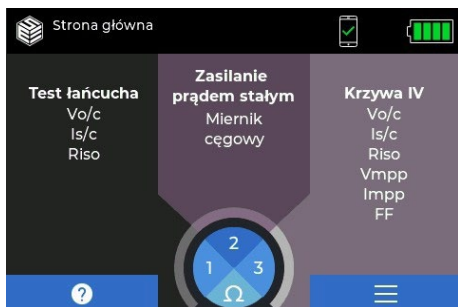 Strona główna
Test łańcucha
Vo/c
Is/c
Riso
Zasilanie
prądem stałym
Miernik
cęgowy
Krzywa IV
Vo/c
Is/c
Riso
Vmpp
Impp
FF
2
1 3
Ω
?